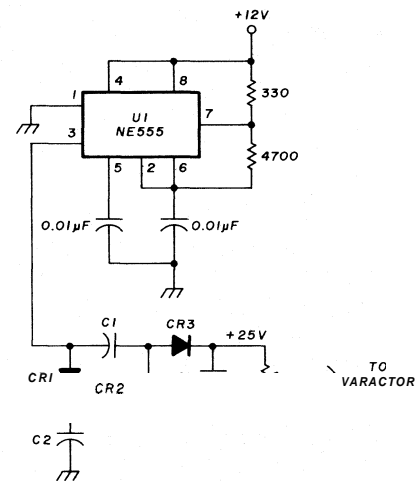 +12V
4
8
1
330
U1
NE555
7
3
4700
5
2
6
0.01µF
0.01µF
C1
CR3
+25V
CR1
CR2
TO
VARACTOR
C2